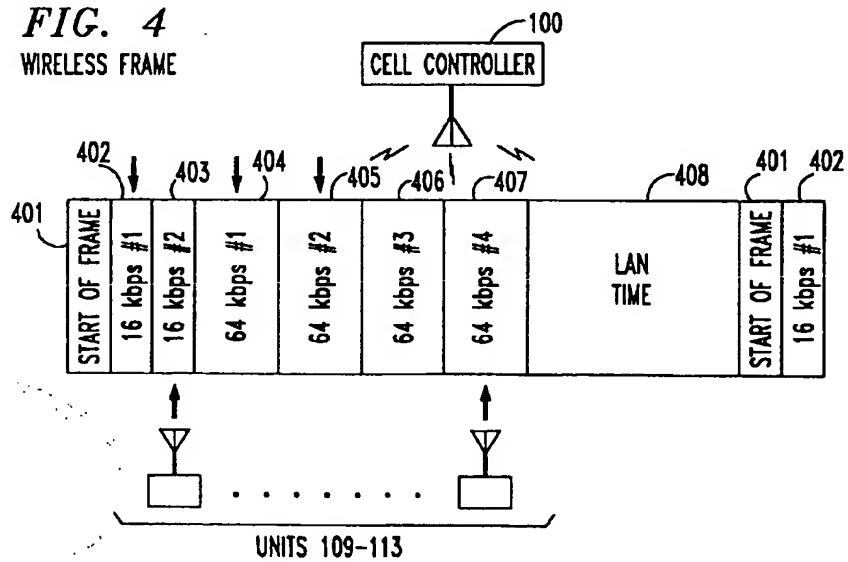 FIG. 4
WIRELESS FRAME
100
CELL CONTROLLER
402
403
404
405
406
407
408
401
402
401
START OF FRAME
16 kbps #1
16 kbps #2
64 kbps #1
64 kbps #2
64 kbps #3
64 kbps #4
LAN
TIME
START OF FRAME
16 kbps #1
UNITS 109-113